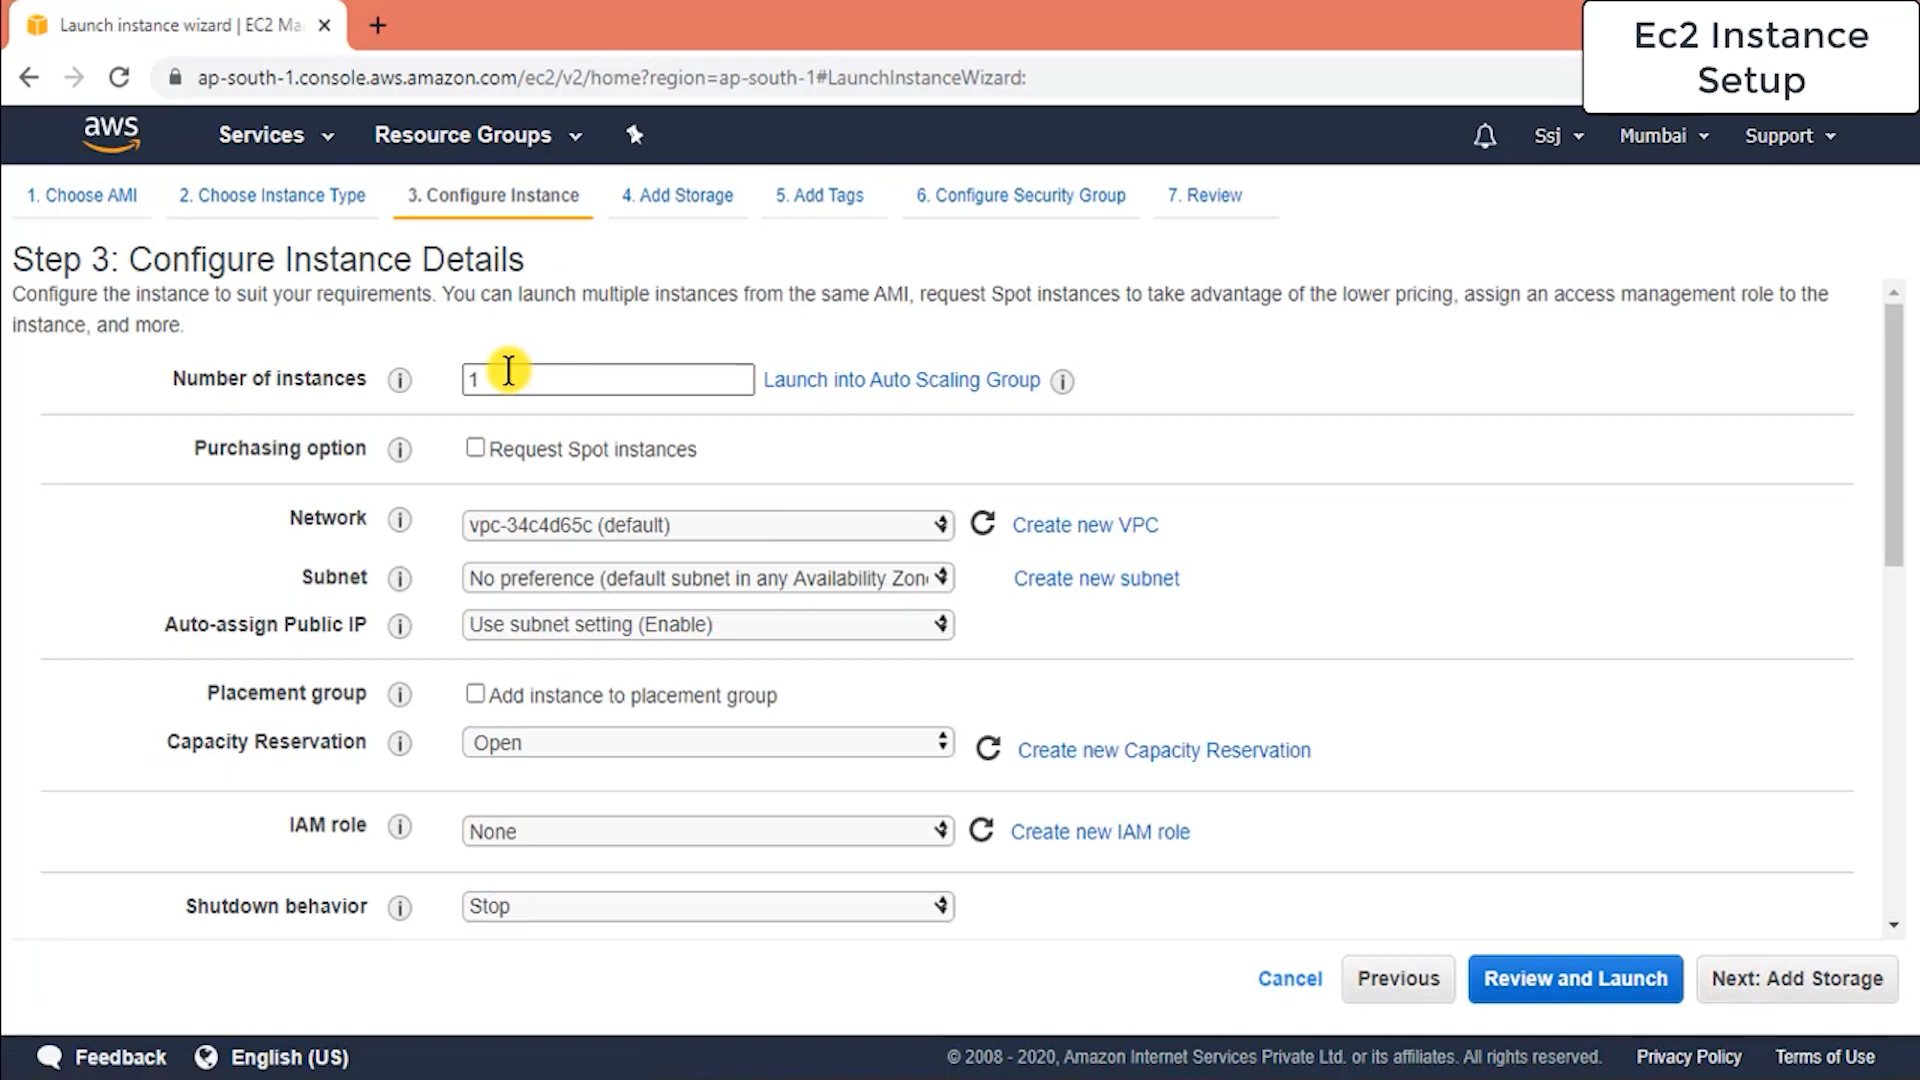 Launch instance wizard | EC2 Ma
Ec2 Instance
Setup
ap-south-1.console.aws.amazon.com/ec2/v2/home?region=ap-south-1#LaunchInstanceWizard:
aws
Services
Resource Groups
Ssj
Mumbai
Support
1. Choose AMI
2. Choose Instance Type
3. Configure Instance
4. Add Storage
5. Add Tags
6. Configure Security Group
7. Review
Step 3: Configure Instance Details
Configure the instance to suit your requirements. You can launch multiple instances from the same AMI, request Spot instances to take advantage of the lower pricing, assign an access management role to the
instance, and more.
Number of instances
1
Launch into Auto Scaling Group
Purchasing option
Request Spot instances
Network
vpc-34c4d65c (default)
Create new VPC
Subnet
No preference (default subnet in any Availability Zon
Create new subnet
Auto-assign Public IP
Use subnet setting (Enable)
Placement group
Add instance to placement group
Capacity Reservation
Open
Create new Capacity Reservation
IAM role
None
Create new IAM role
Shutdown behavior
Stop
Cancel
Previous
Review and Launch
Next: Add Storage
Feedback
English (US)
© 2008 - 2020, Amazon Internet Services Private Ltd. or its affiliates. All rights reserved.
Privacy Policy
Terms of Use